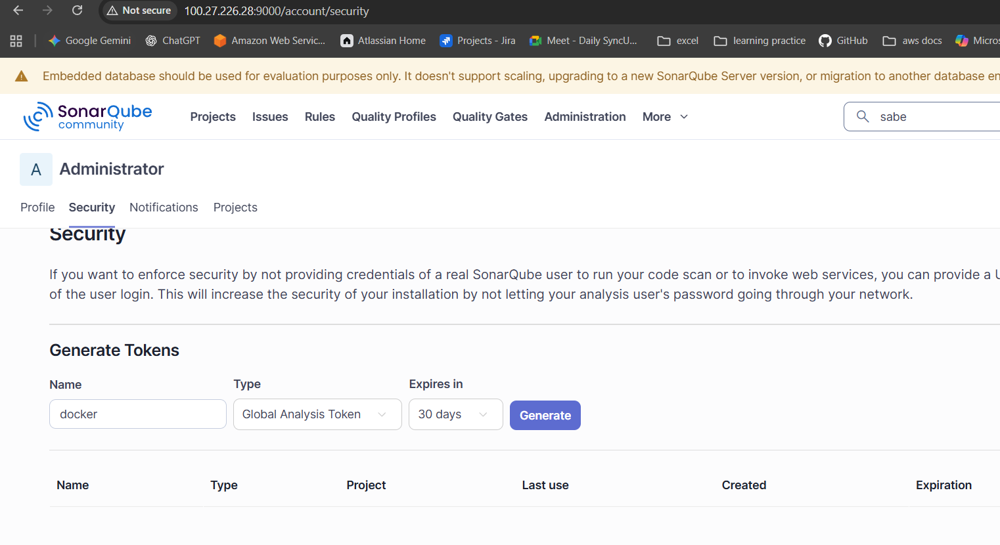 Not secure 100.27.226.28:9000/account/security
Google Gemini ChatGPT Amazon Web Servic... Atlassian Home Projects - Jira Meet - Daily SyncU... excel learning practice GitHub aws docs Micros
Embedded database should be used for evaluation purposes only. It doesn't support scaling, upgrading to a new SonarQube Server version, or migration to another database en
SonarQube
community
Projects Issues Rules Quality Profiles Quality Gates Administration More
sabe
A Administrator
Profile Security Notifications Projects
Security
If you want to enforce security by not providing credentials of a real SonarQube user to run your code scan or to invoke web services, you can provide a U
of the user login. This will increase the security of your installation by not letting your analysis user's password going through your network.
Generate Tokens
Name Type Expires in
docker Global Analysis Token 30 days Generate
Name Type Project Last use Created Expiration